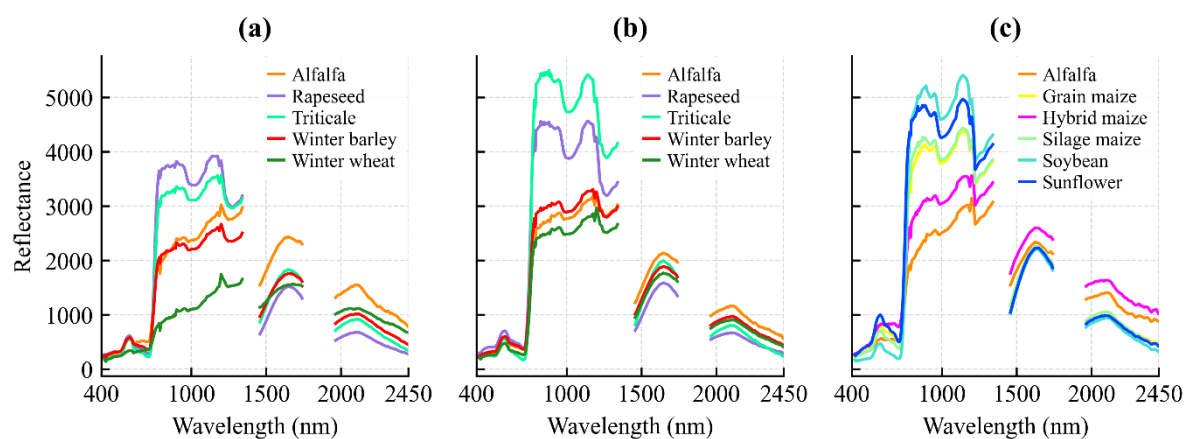 (a)
(b)
(c)
Reflectance
5000
4000
3000
2000
1000
0
Alfalfa
Rapeseed
Triticale
Winter barley
Winter wheat
400
1000
1500
2000
2450
Wavelength (nm)
Alfalfa
Rapeseed
Triticale
Winter barley
Winter wheat
400
1000
1500
2000
2450
Wavelength (nm)
Alfalfa
Grain maize
Hybrid maize
Silage maize
Soybean
Sunflower
400
1000
1500
2000
2450
Wavelength (nm)